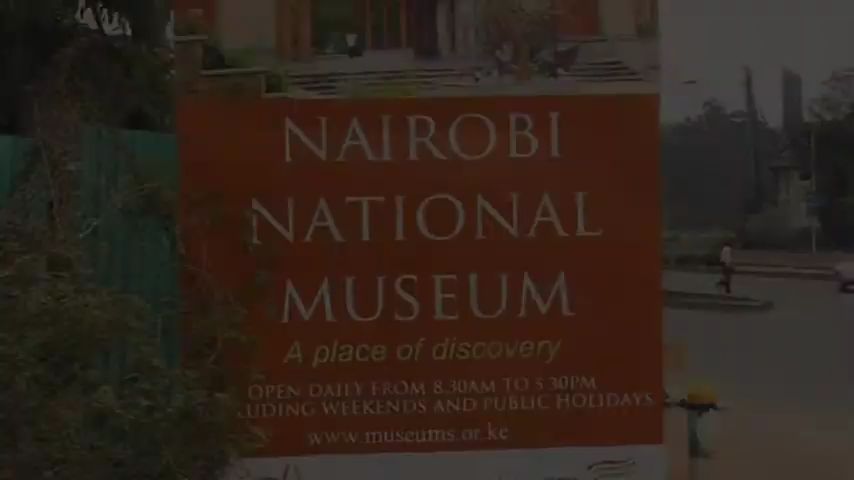 NAIROBI
NATIONAL
MUSEUM
A place of discovery
OPEN DAILY FROM 8.30AM TO 5.30PM
WEEKENDS AND PUBLIC HOLIDAYS
www.museums.or.ke